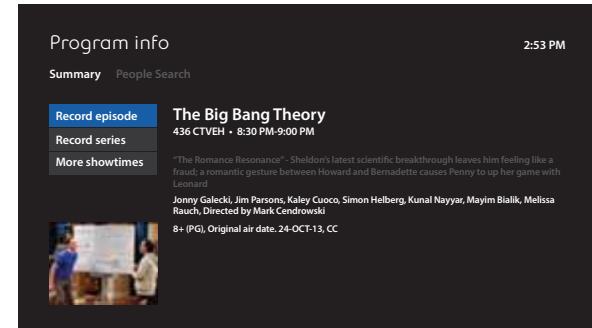 Program info
2:53 PM
Summary People Search
Record episode
Record series
More showtimes
The Big Bang Theory
436 CTVEH • 8:30 PM-9:00 PM
"The Romance Resonance" - Sheldon's latest scientific breakthrough leaves him feeling like a
fraud; a romantic gesture between Howard and Bernadette causes Penny to up her game with
Leonard
Jonny Galecki, Jim Parsons, Kaley Cuoco, Simon Helberg, Kunal Nayyar, Mayim Bialik, Melissa
Rauch, Directed by Mark Cendrowski
8+ (PG), Original air date. 24-OCT-13, CC